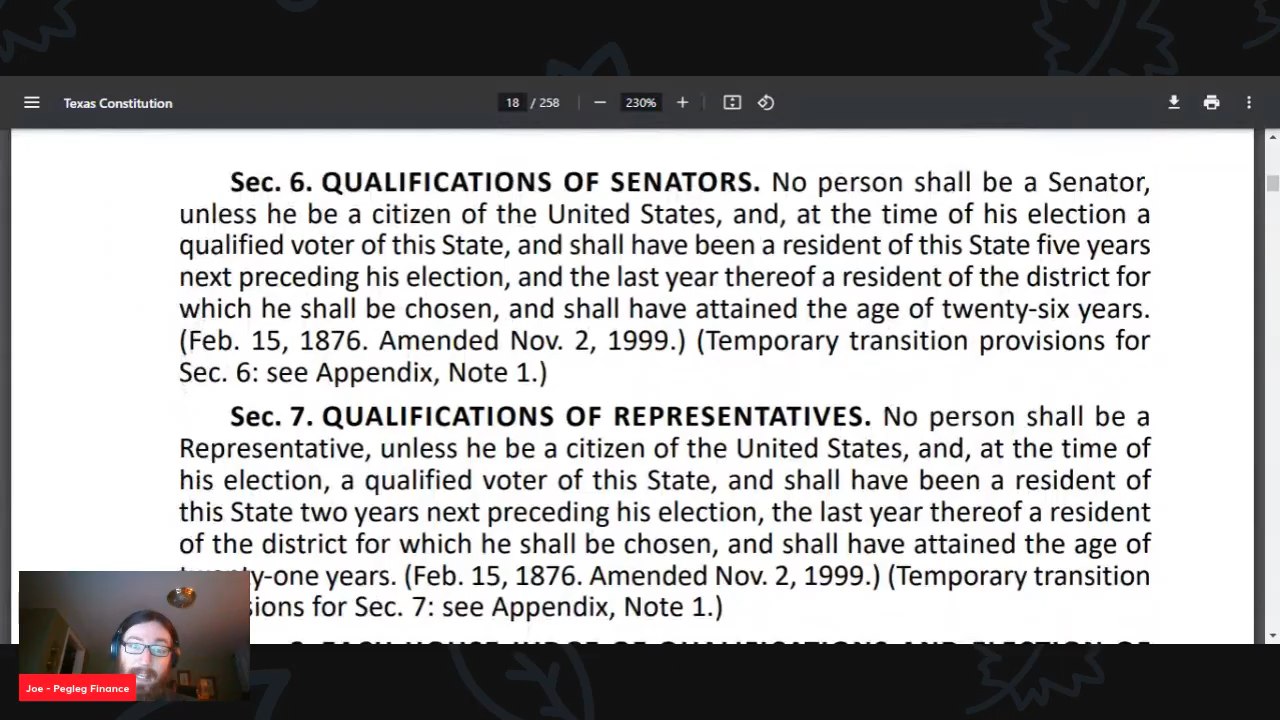 Texas Constitution
18 / 258
230%
Sec. 6. QUALIFICATIONS OF SENATORS. No person shall be a Senator,
unless he be a citizen of the United States, and, at the time of his election a
qualified voter of this State, and shall have been a resident of this State five years
next preceding his election, and the last year thereof a resident of the district for
which he shall be chosen, and shall have attained the age of twenty-six years.
(Feb. 15, 1876. Amended Nov. 2, 1999.) (Temporary transition provisions for
Sec. 6: see Appendix, Note 1.)
Sec. 7. QUALIFICATIONS OF REPRESENTATIVES. No person shall be a
Representative, unless he be a citizen of the United States, and, at the time of
his election, a qualified voter of this State, and shall have been a resident of
this State two years next preceding his election, the last year thereof a resident
of the district for which he shall be chosen, and shall have attained the age of
twenty-one years. (Feb. 15, 1876. Amended Nov. 2, 1999.) (Temporary transition
sions for Sec. 7: see Appendix, Note 1.)
EACH HOUSE JUDGE OF QUALIFICATIONS AND ELECTION OF
Joe - Pegleg Finance